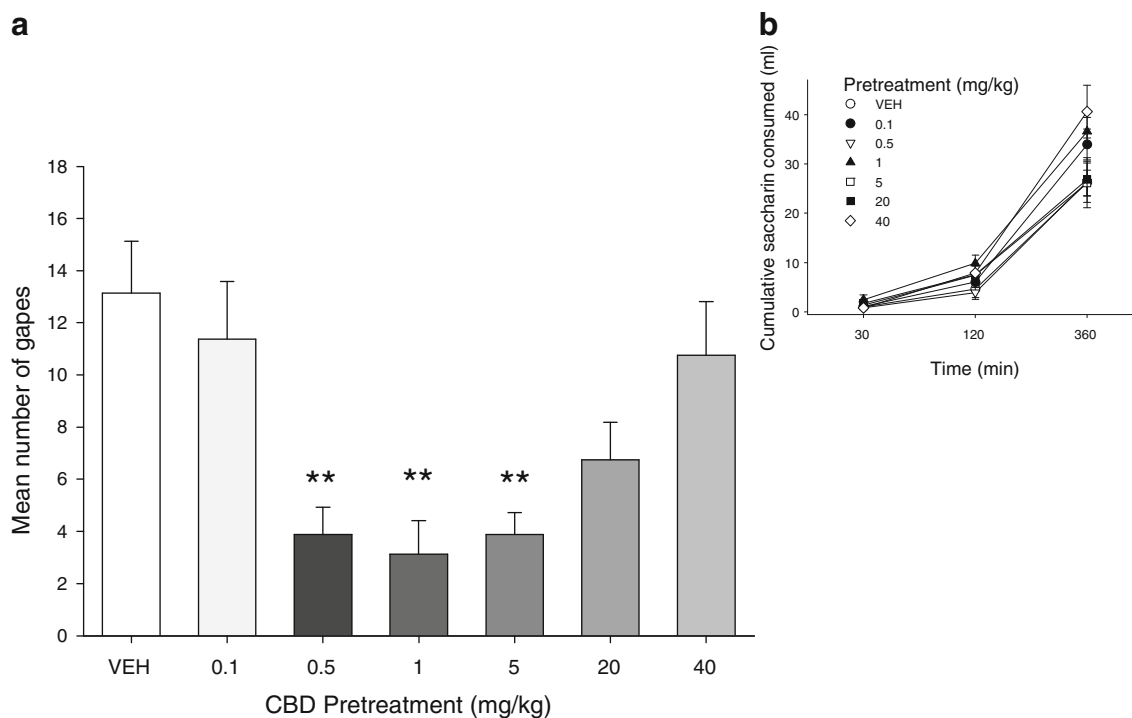 a
Mean number of gapes
18
16
14
12
10
8
6
4
2
0
**
**
**
VEH 0.1 0.5 1 5 20 40
CBD Pretreatment (mg/kg)
b
Cumulative saccharin consumed (ml)
40
30
20
10
0
Pretreatment (mg/kg)
VEH
0.1
0.5
1
5
20
40
30 120 360
Time (min)